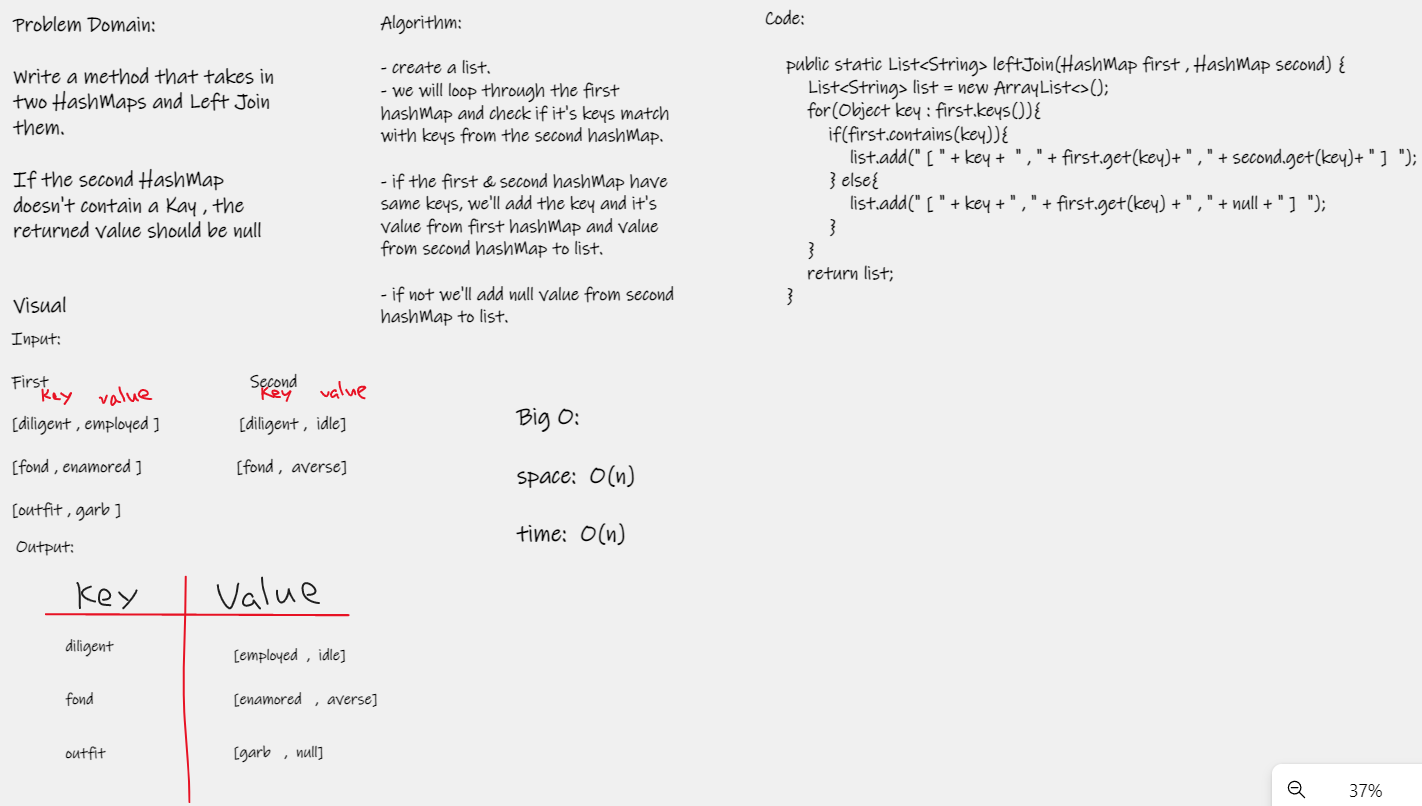 Problem Domain:
Write a method that takes in
two HashMaps and Left Join
them.
If the second HashMap
doesn't contain a Kay , the
returned value should be null
Visual
Input:
First
Key value
[diligent , employed ]
[fond , enamored ]
[outfit , garb ]
Second
Key value
[diligent , idle]
[fond , averse]
Output:
Key Value
diligent [employed , idle]
fond [enamored , averse]
outfit [garb , null]
Algorithm:
- create a list.
- we will loop through the first
hashMap and check if it's keys match
with keys from the second hashMap.
- if the first & second hashMap have
same keys, we'll add the key and it's
value from first hashMap and value
from second hashMap to list.
- if not we'll add null value from second
hashMap to list.
Big O:
space: O(n)
time: O(n)
Code:
public static List<String> leftJoin(HashMap first , HashMap second) {
List<String> list = new ArrayList<>();
for(Object key : first.keys()){
if(first.contains(key)){
list.add(" [ " + key + " , " + first.get(key)+ " , " + second.get(key)+ " ] ");
} else{
list.add(" [ " + key + " , " + first.get(key) + " , " + null + " ] ");
}
}
return list;
}
37%